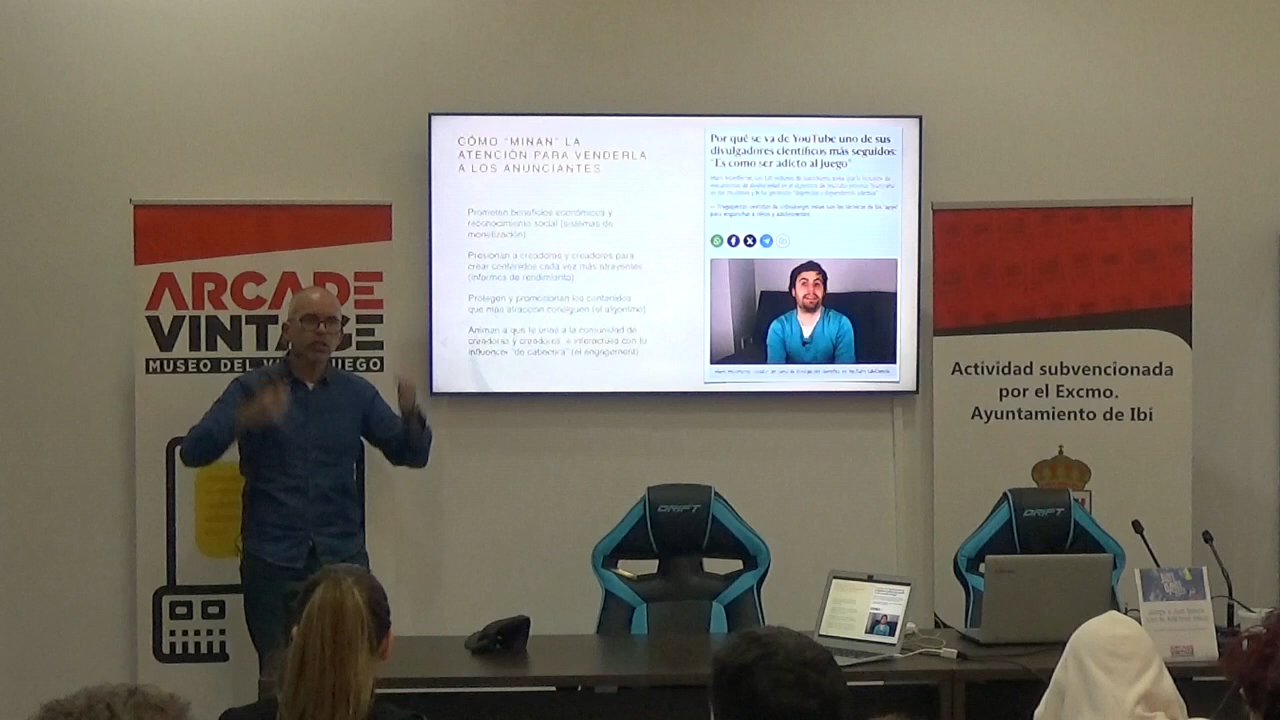 CÓMO "MINAN" LA
ATENCIÓN PARA VENDERLA
A LOS ANUNCIANTES
Prometen beneficios económicos y
reconocimiento social (sistemas de
monetización)
Presionan a creadoras y creadores para
crear contenidos cada vez más atrayentes
(informes de rendimiento)
Protegen y promocionan los contenidos
que más atracción consiguen (el algoritmo)
Animan a que te unas a la comunidad de
creadoras y creadores, e interactúa con tu
influencer "de cabecera" (el engagement)
Por qué se va de YouTube uno de sus
divulgadores científicos más seguidos:
"Es como ser adicto al juego"
ARCADE
VINTAGE
MUSEO DEL JUEGO
Actividad subvencionada
por el Excmo.
Ayuntamiento de Ibi
DRIFT
DRIFT